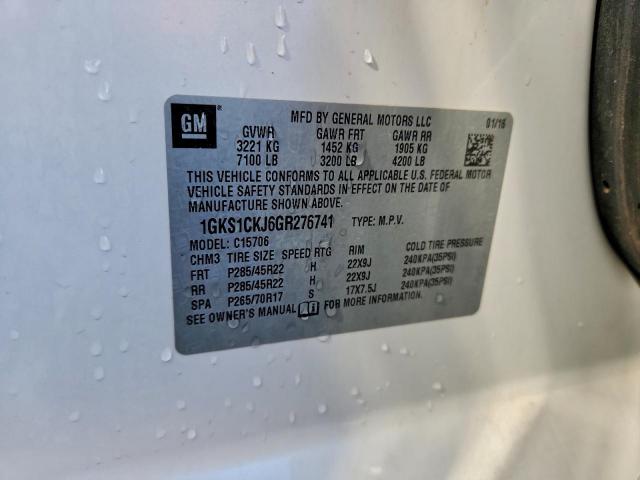 GM
MFD BY GENERAL MOTORS LLC 01/16
GVWR GAWR FRT GAWR RR
3221 KG 1452 KG 1905 KG
7100 LB 3200 LB 4200 LB
THIS VEHICLE CONFORMS TO ALL APPLICABLE U.S. FEDERAL MOTOR
VEHICLE SAFETY STANDARDS IN EFFECT ON THE DATE OF
MANUFACTURE SHOWN ABOVE.
1GKS1CKJ6GR276741 TYPE: M.P.V.
MODEL: C15706
CHM3 TIRE SIZE SPEED RTG RIM COLD TIRE PRESSURE
FRT P285/45R22 H 22X9J 240KPA(35PSI)
RR P285/45R22 H 22X9J 240KPA(35PSI)
SPA P265/70R17 S 17X7.5J 240KPA(35PSI)
SEE OWNER'S MANUAL FOR MORE INFORMATION.